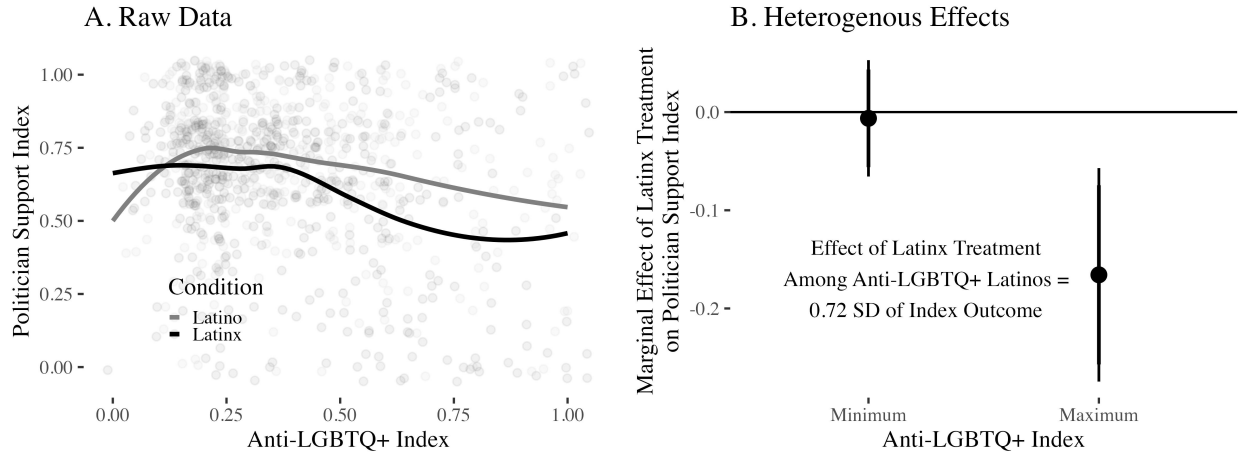 A. Raw Data
Politician Support Index
1.00
0.75
0.50
0.25
0.00
Condition
Latino
Latinx
0.00
0.25
0.50
0.75
1.00
Anti-LGBTQ+ Index
B. Heterogenous Effects
Marginal Effect of Latinx Treatment
on Politician Support Index
0.0
-0.1
-0.2
Effect of Latinx Treatment
Among Anti-LGBTQ+ Latinos =
0.72 SD of Index Outcome
Minimum
Maximum
Anti-LGBTQ+ Index